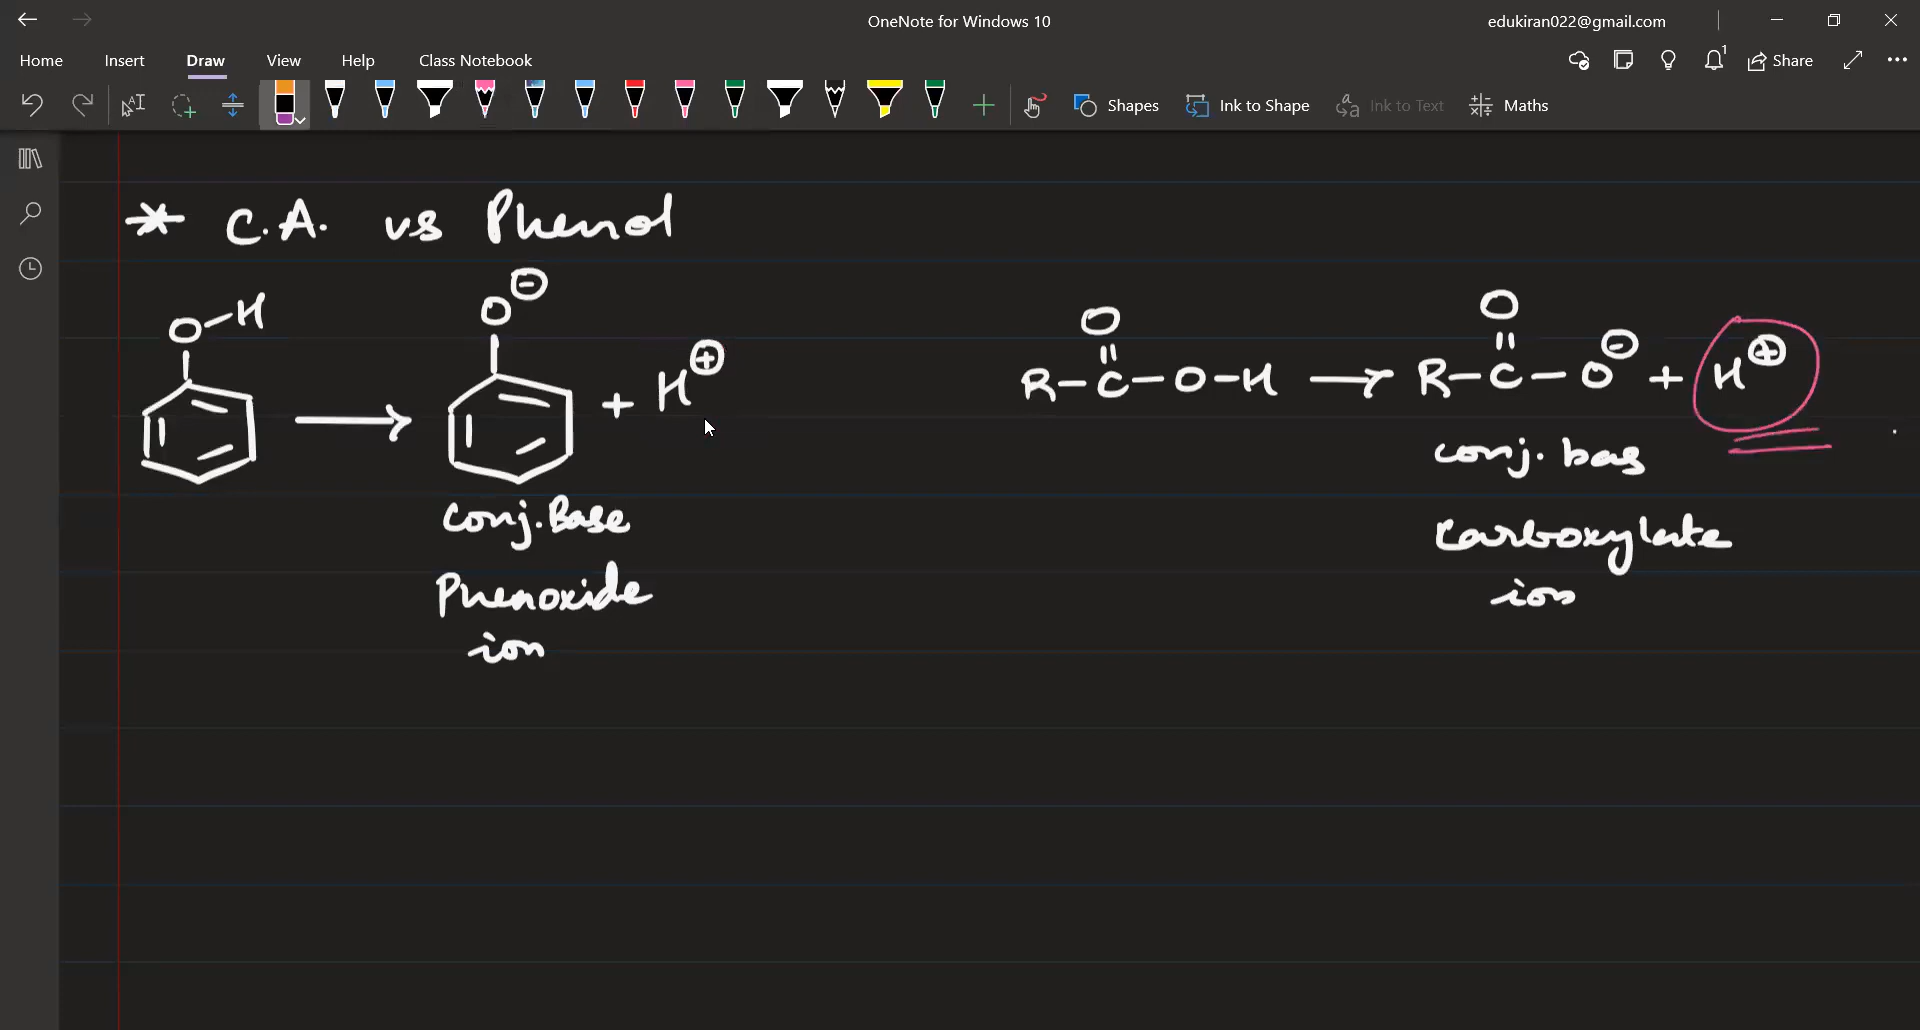 OneNote for Windows 10
edukiran022@gmail.com
Home Insert Draw View Help Class Notebook
1
Share
Shapes Ink to Shape Ink to Text Maths
* C.A. vs Phenol
O-H
O⊖
+ H⊕
O
R-C-O-H → R-C-O⊖ + H⊕
O
conj. bas
Conj. Base
Carboxylate
ion
Phenoxide
ion